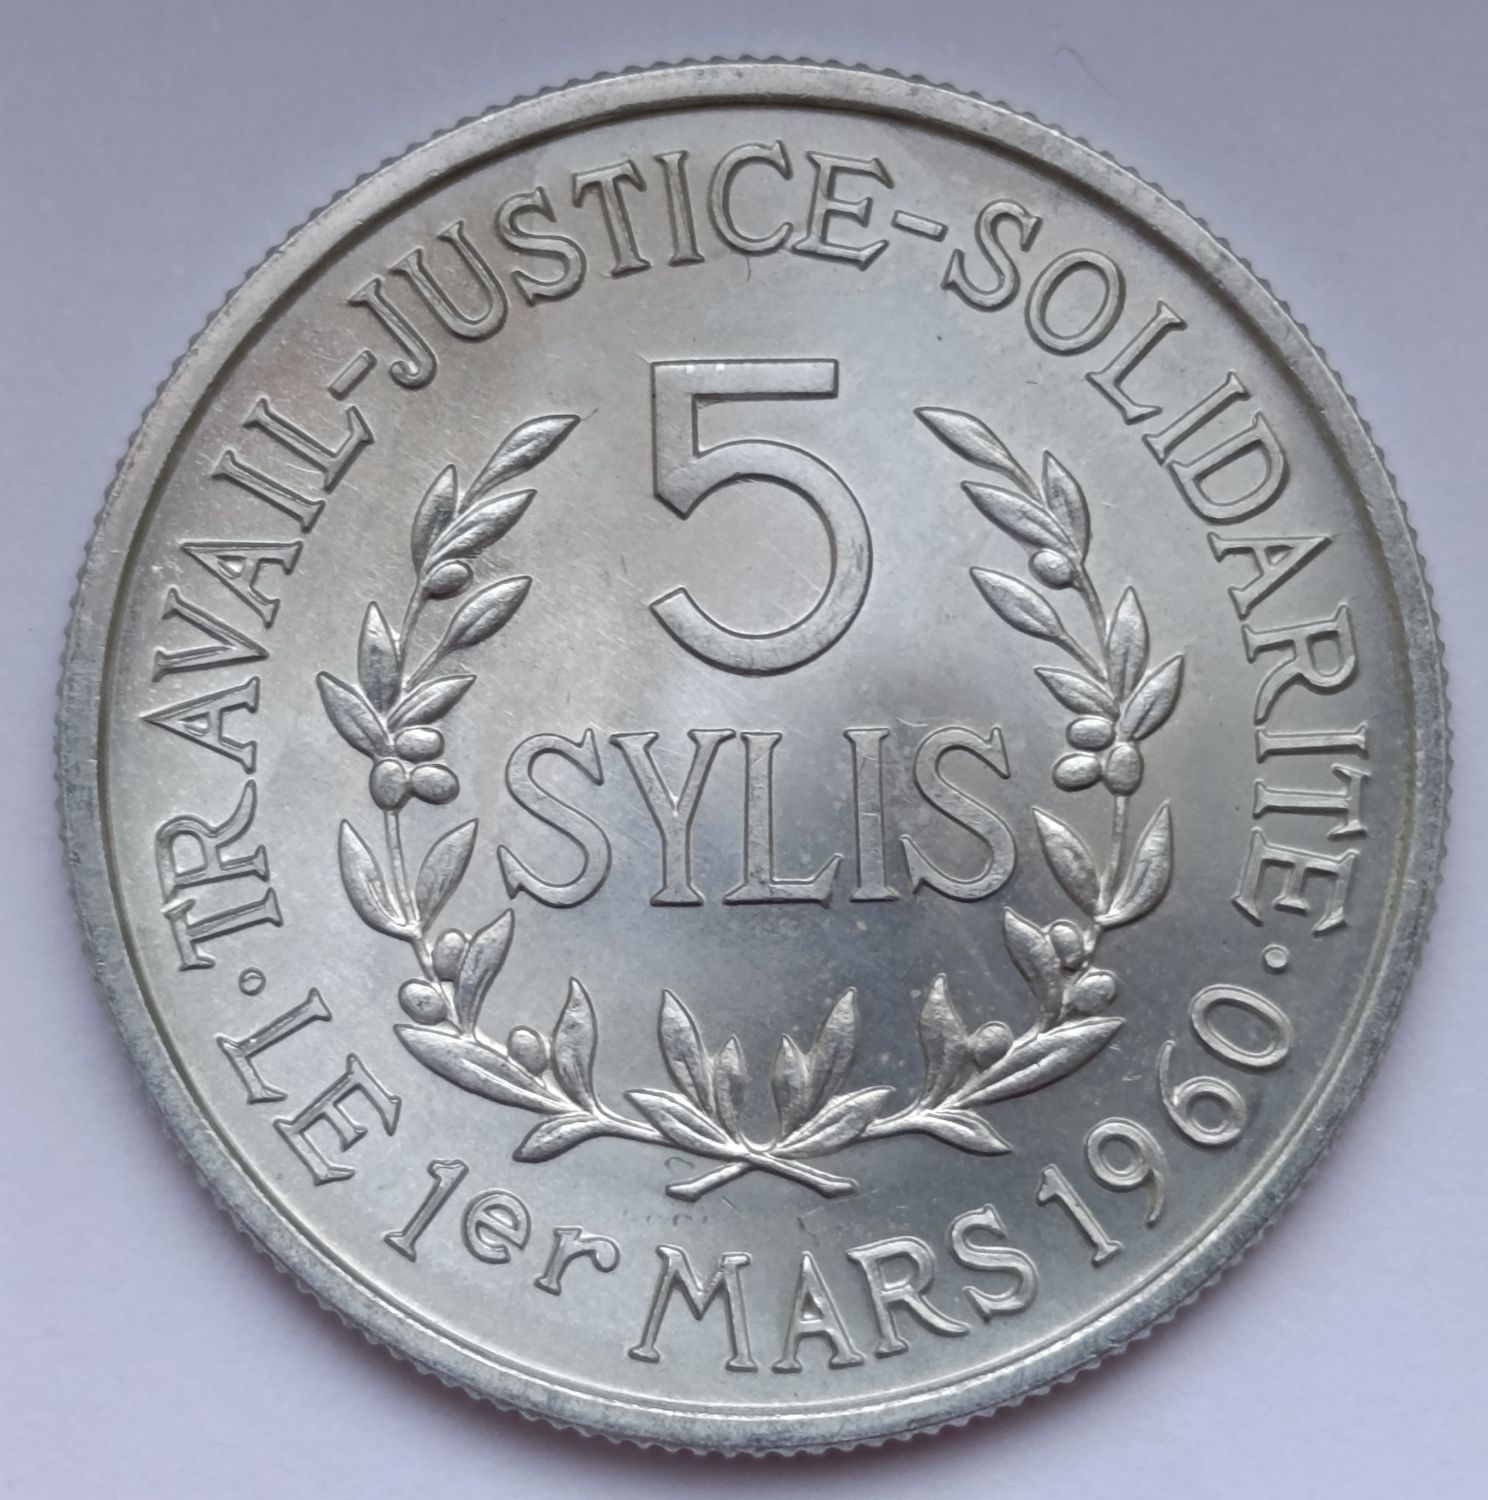 TRAVAIL-JUSTICE-SOLIDARITE
5
SYLIS
·LE 1er MARS 1960·